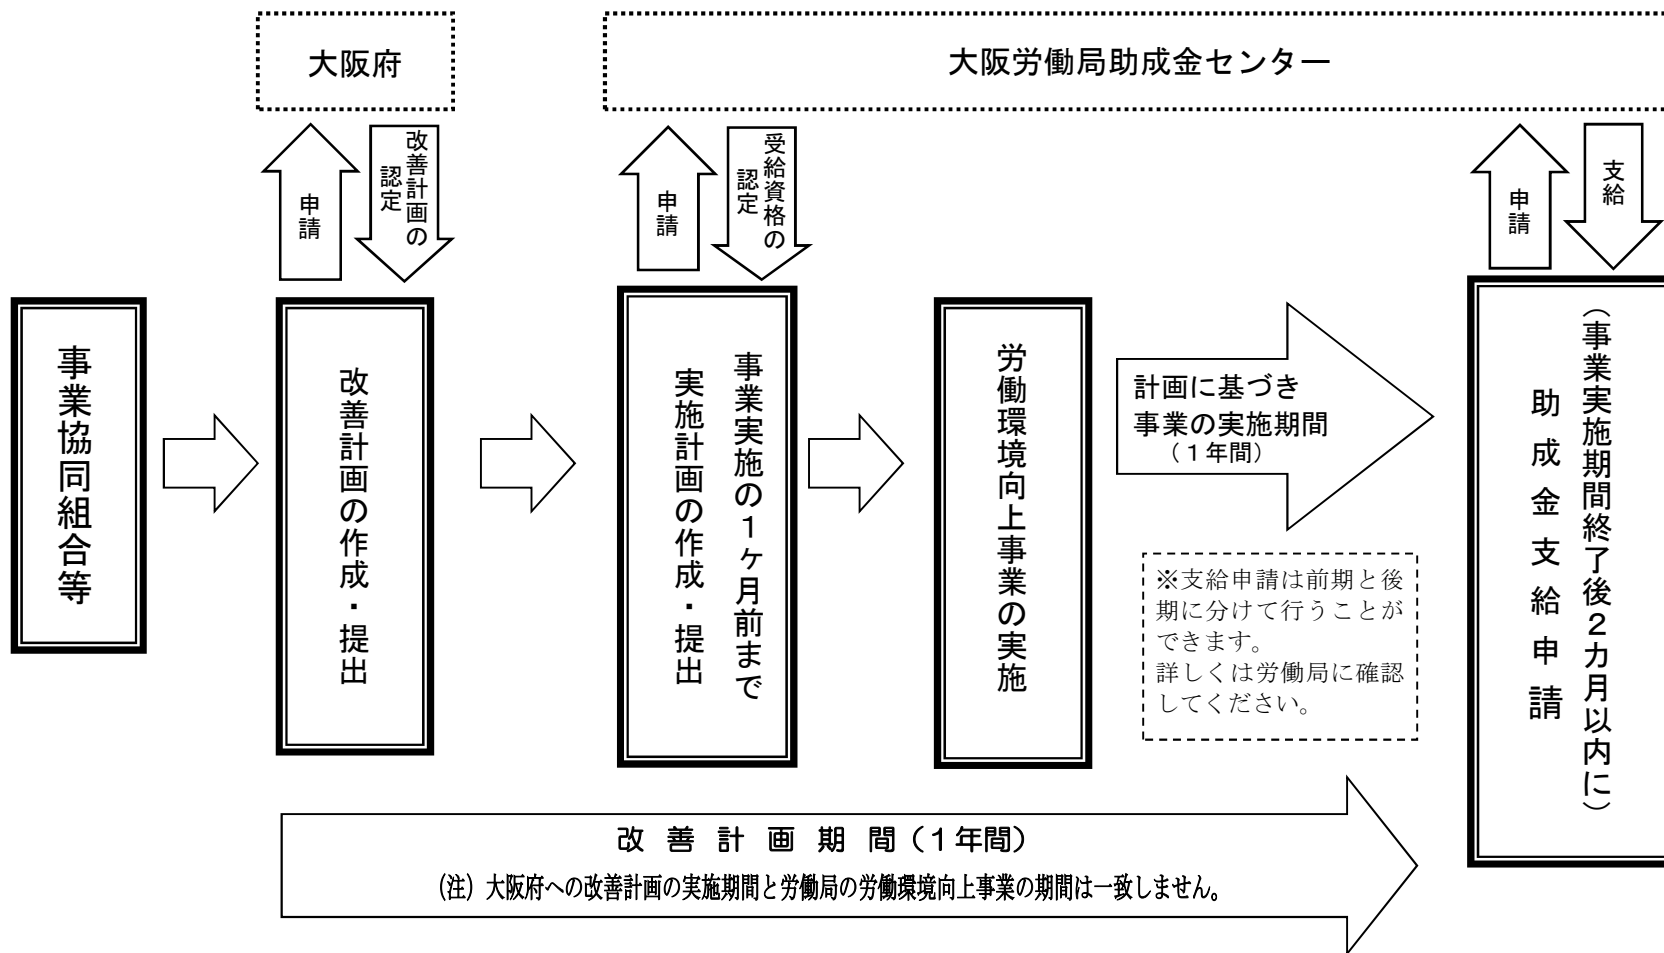 大阪府
大阪労働局助成金センター
申請
改善計画の
認定
申請
受給資格の
認定
申請
支給
事業協同組合等
改善計画の作成・提出
事業実施の１ヶ月前まで
実施計画の作成・提出
労働環境向上事業の実施
計画に基づき
事業の実施期間
（１年間）
※支給申請は前期と後
期に分けて行うことが
できます。
詳しくは労働局に確認
してください。
（事業実施期間終了後２カ月以内に）
助成金支給申請
改善計画期間（１年間）
（注）大阪府への改善計画の実施期間と労働局の労働環境向上事業の期間は一致しません。